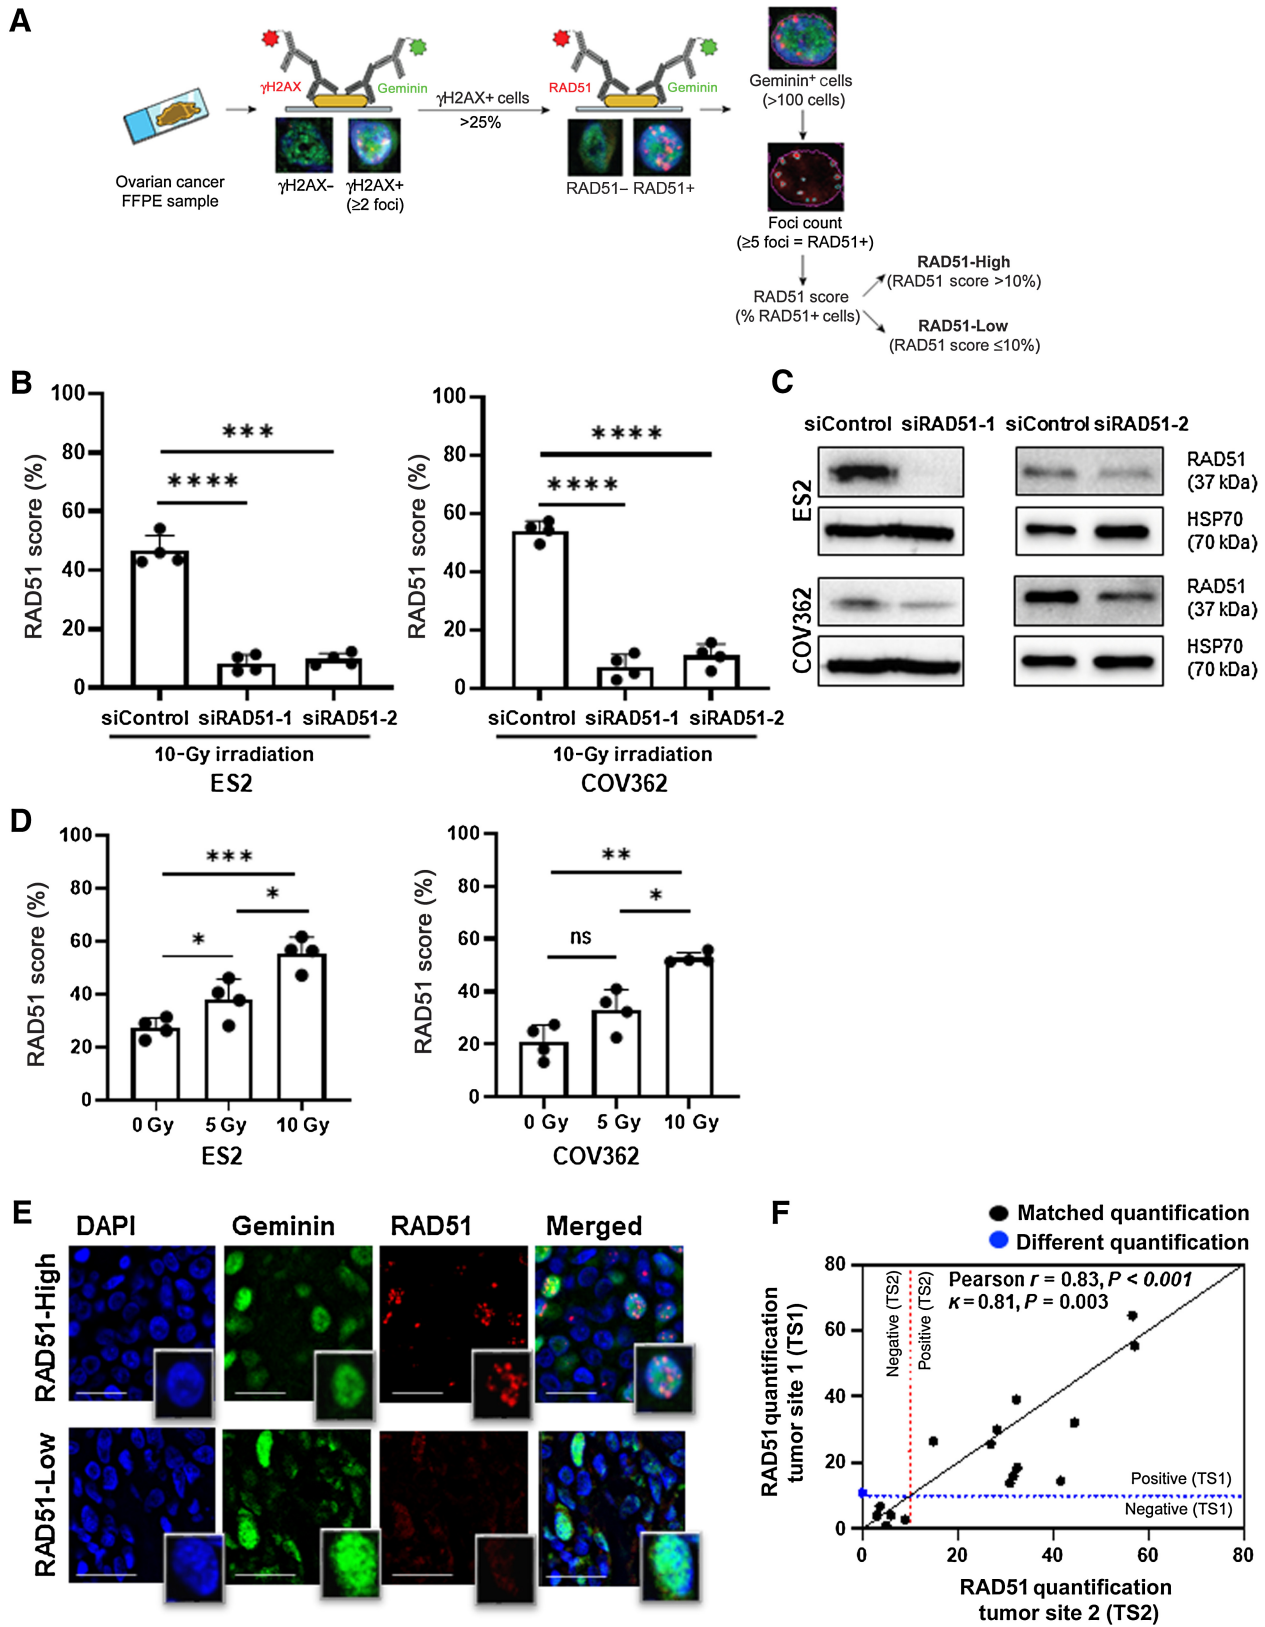 A
γH2AX
Geminin
γH2AX+ cells
>25%
RAD51
Geminin
Geminin+ cells
(>100 cells)
Ovarian cancer
FFPE sample
γH2AX–
γH2AX+
(≥2 foci)
RAD51–
RAD51+
Foci count
(≥5 foci = RAD51+)
RAD51 score
(% RAD51+ cells)
RAD51-High
(RAD51 score >10%)
RAD51-Low
(RAD51 score ≤10%)
B
RAD51 score (%)
100
80
60
40
20
0
***
****
siControl siRAD51-1 siRAD51-2
10-Gy irradiation
ES2
RAD51 score (%)
100
80
60
40
20
0
****
****
siControl siRAD51-1 siRAD51-2
10-Gy irradiation
COV362
C
siControl siRAD51-1 siControl siRAD51-2
ES2
RAD51
(37 kDa)
HSP70
(70 kDa)
COV362
RAD51
(37 kDa)
HSP70
(70 kDa)
D
RAD51 score (%)
100
80
60
40
20
0
***
*
*
0 Gy 5 Gy 10 Gy
ES2
RAD51 score (%)
100
80
60
40
20
0
**
*
ns
0 Gy 5 Gy 10 Gy
COV362
E
DAPI Geminin RAD51 Merged
RAD51-High
RAD51-Low
F
Matched quantification
Different quantification
RAD51 quantification
tumor site 1 (TS1)
80
60
40
20
0
Negative (TS2)
Positive (TS2)
Pearson r = 0.83, P < 0.001
κ = 0.81, P = 0.003
Positive (TS1)
Negative (TS1)
0 20 40 60 80
RAD51 quantification
tumor site 2 (TS2)